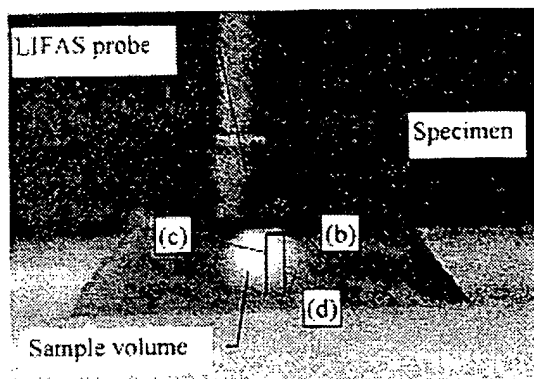 LIFAS probe
Specimen
(c)
(b)
(d)
Sample volume